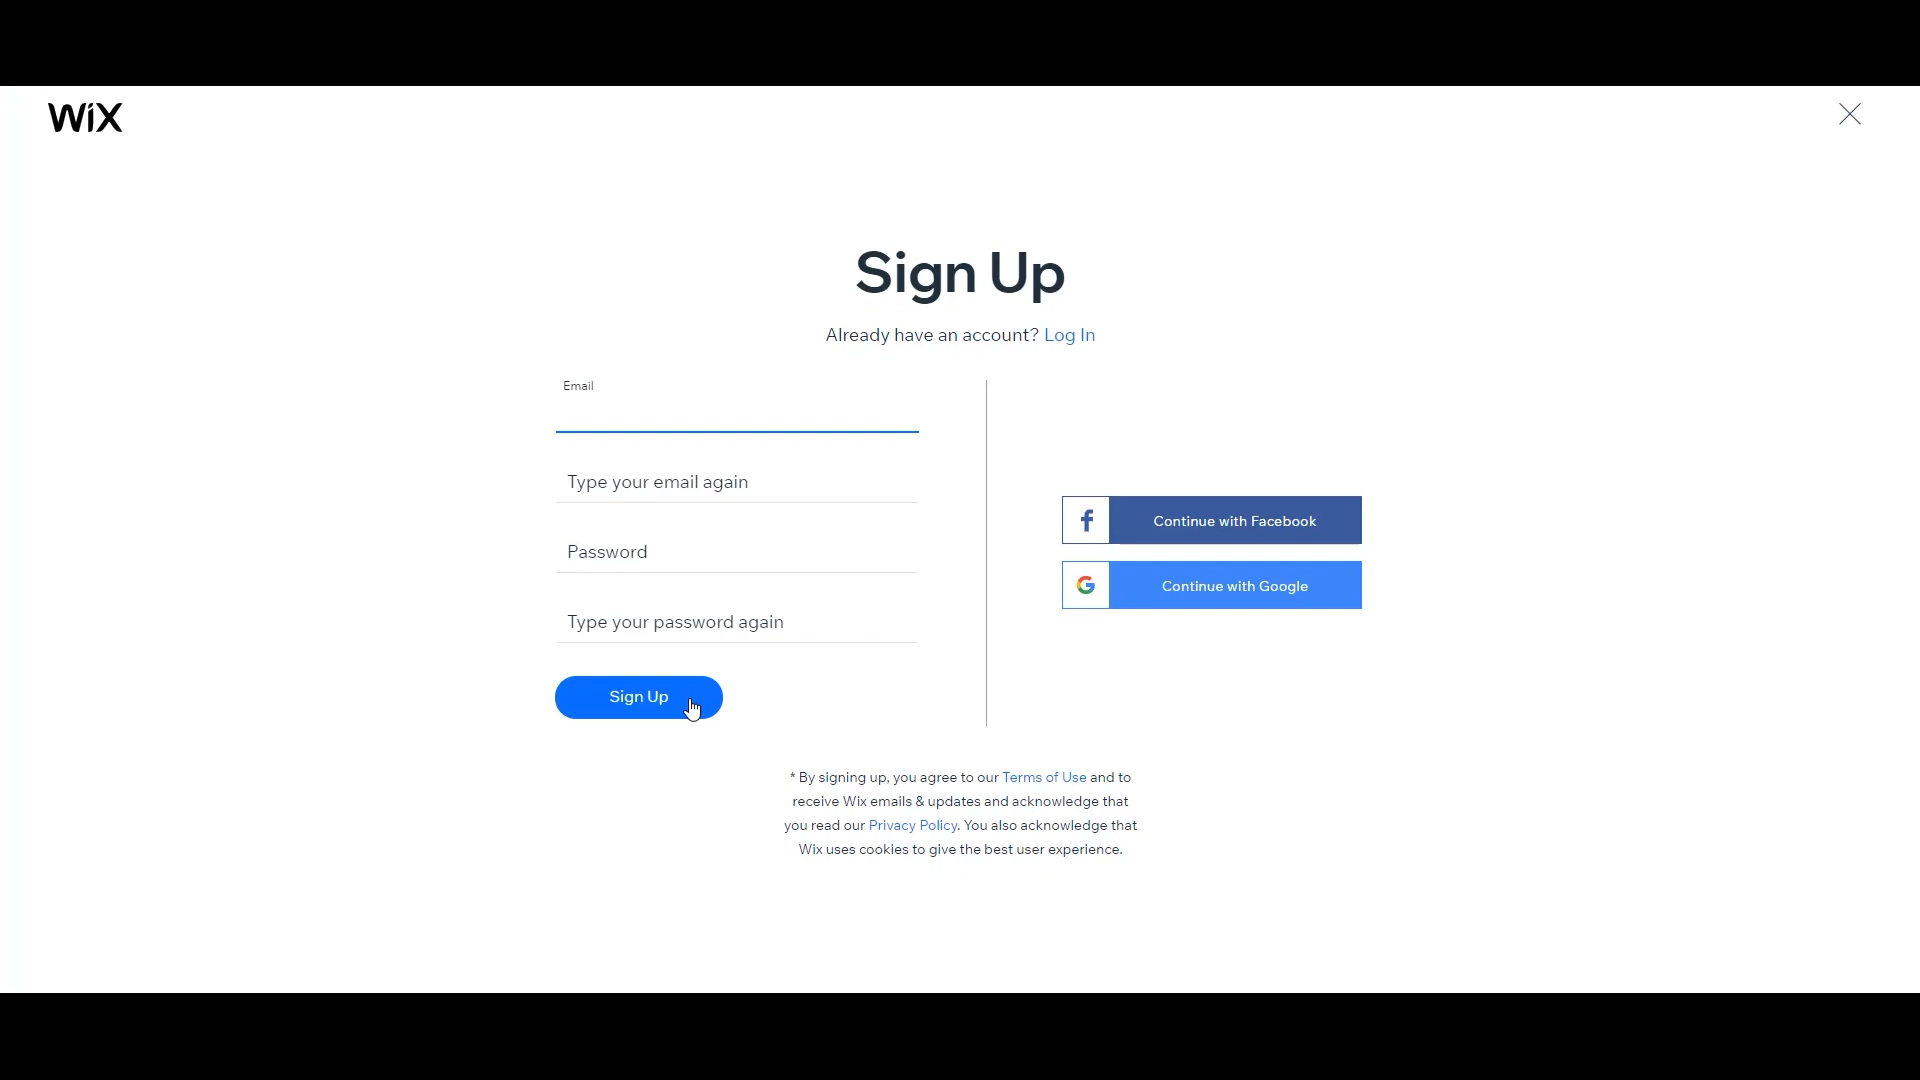 WiX
Sign Up
Already have an account? Log In
Email
Type your email again
Password
Type your password again
Sign Up
f Continue with Facebook
G Continue with Google
* By signing up, you agree to our Terms of Use and to
receive Wix emails & updates and acknowledge that
you read our Privacy Policy. You also acknowledge that
Wix uses cookies to give the best user experience.